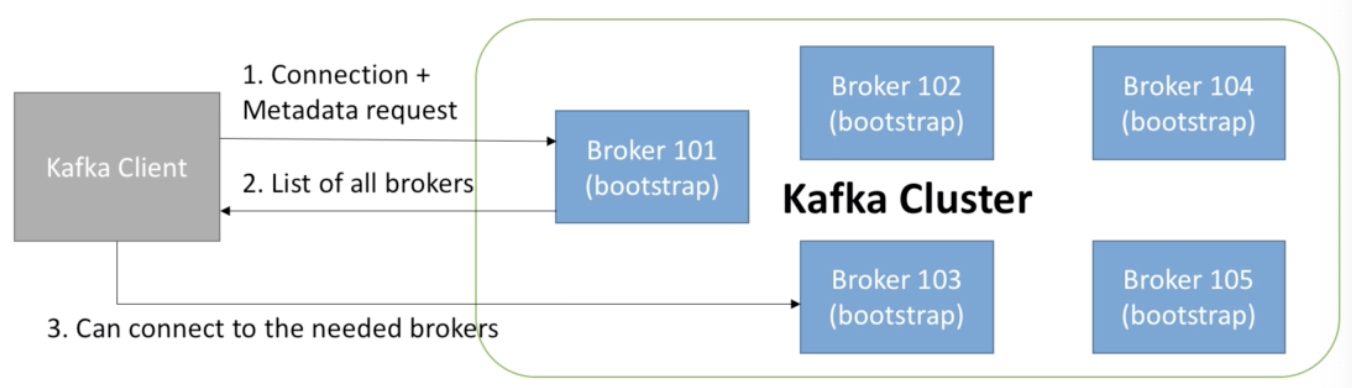 1. Connection +
Metadata request
Kafka Client
2. List of all brokers
3. Can connect to the needed brokers
Broker 101
(bootstrap)
Broker 102
(bootstrap)
Broker 104
(bootstrap)
Kafka Cluster
Broker 103
(bootstrap)
Broker 105
(bootstrap)